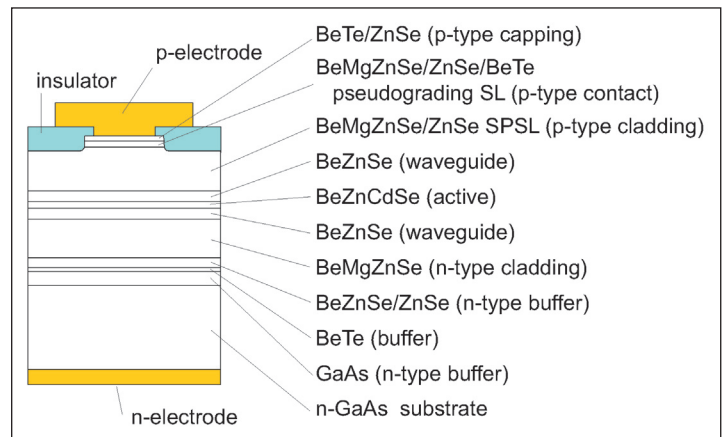 p-electrode
insulator
BeTe/ZnSe (p-type capping)
BeMgZnSe/ZnSe/BeTe
pseudograding SL (p-type contact)
BeMgZnSe/ZnSe SPSL (p-type cladding)
BeZnSe (waveguide)
BeZnCdSe (active)
BeZnSe (waveguide)
BeMgZnSe (n-type cladding)
BeZnSe/ZnSe (n-type buffer)
BeTe (buffer)
GaAs (n-type buffer)
n-GaAs substrate
n-electrode